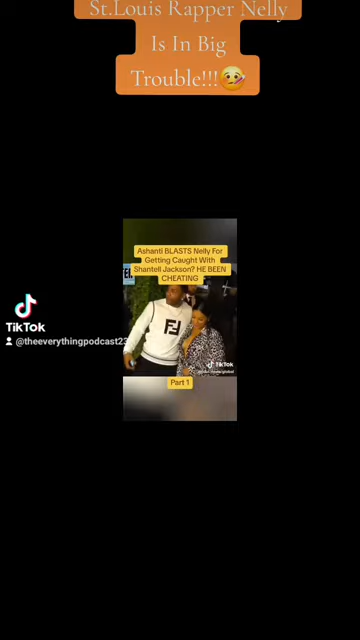 St.Louis Rapper Nelly
Is In Big
Trouble!!!🤒
Ashanti BLASTS Nelly For
Getting Caught With
Shantell Jackson? HE BEEN
CHEATING
TikTok
Part 1
TikTok
@theeverythingpodcast23